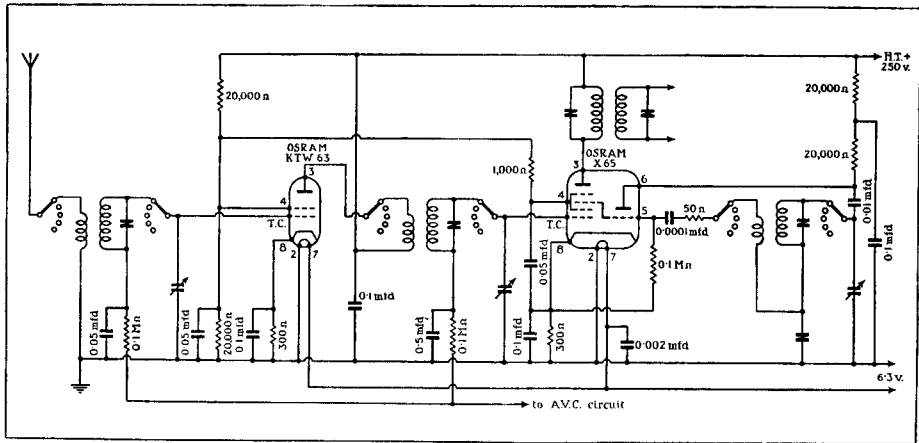 H.T.+
250 v.
20,000 Ω
20,000 Ω
OSRAM
KTW 63
3
1,000 Ω
3
OSRAM
X 65
20,000 Ω
6
4
4
T.C.
T.C.
5
0.01 mfd
50 Ω
0.0001 mfd
8
2
7
8
2
7
0.05 mfd
0.1 MΩ
0.1 mfd
0.1 mfd
0.05 mfd
0.1 MΩ
0.05 mfd
20,000 Ω
0.1 mfd
300 Ω
0.5 mfd
0.1 MΩ
0.1 mfd
300 Ω
0.002 mfd
6.3 v.
to A.V.C. circuit